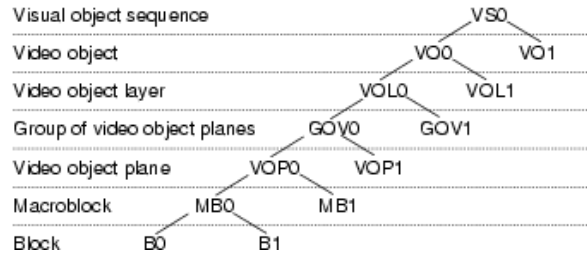 Visual object sequence VS0
Video object VO0 VO1
Video object layer VOL0 VOL1
Group of video object planes GOV0 GOV1
Video object plane VOP0 VOP1
Macroblock MB0 MB1
Block B0 B1